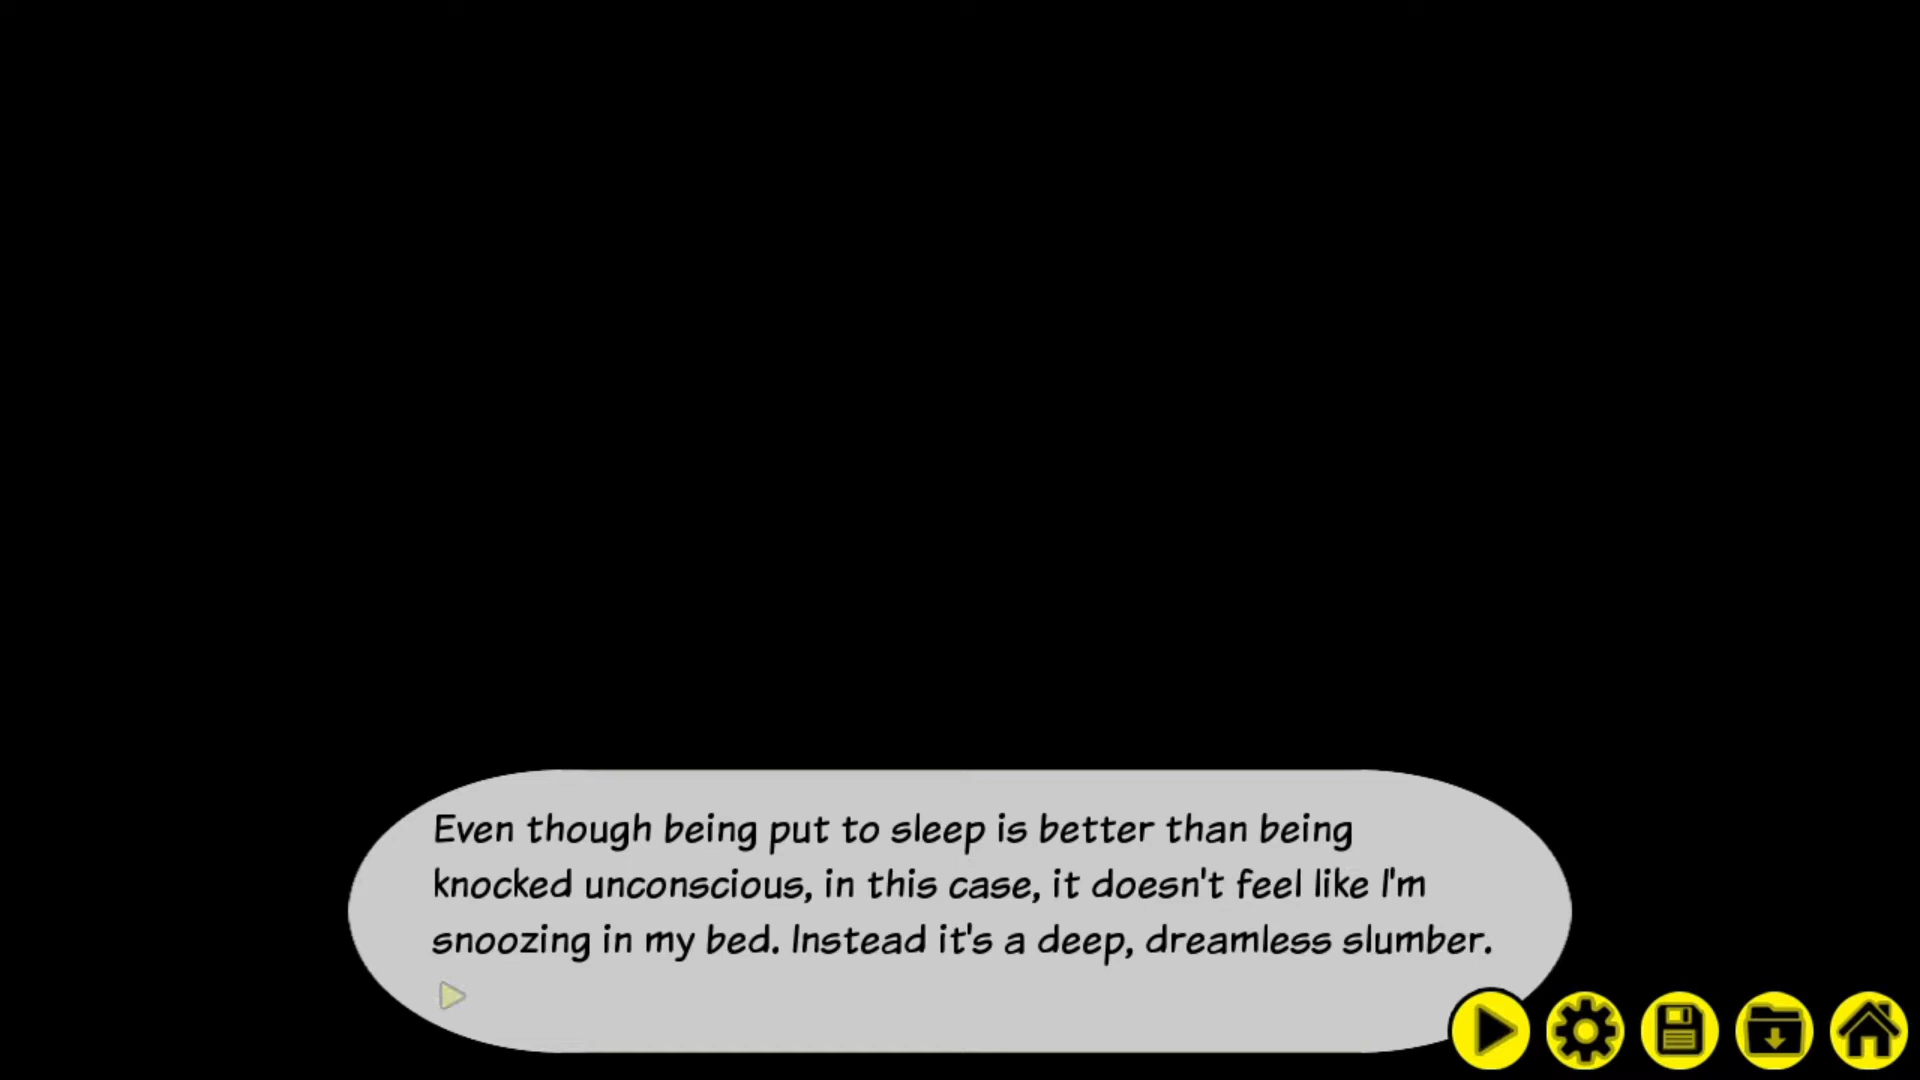 Even though being put to sleep is better than being
knocked unconscious, in this case, it doesn't feel like I'm
snoozing in my bed. Instead it's a deep, dreamless slumber.